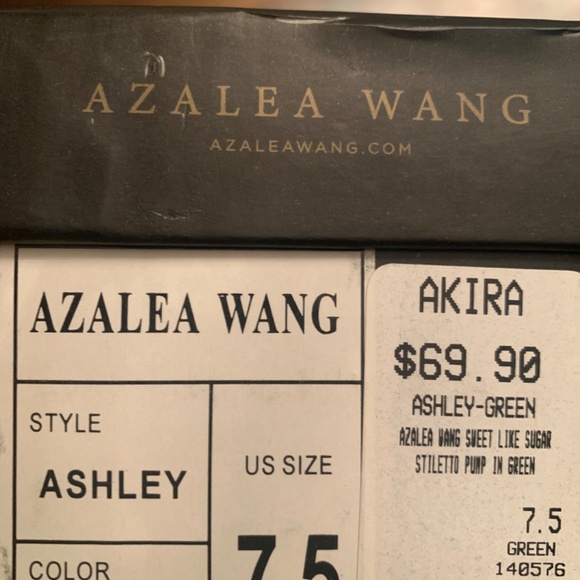 AZALEA WANG
AZALEAWANG.COM
AZALEA WANG
STYLE
ASHLEY
US SIZE
7.5
COLOR
AKIRA
$69.90
ASHLEY-GREEN
AZALEA WANG SWEET LIKE SUGAR
STILETTO PUMP IN GREEN
7.5
GREEN
140576